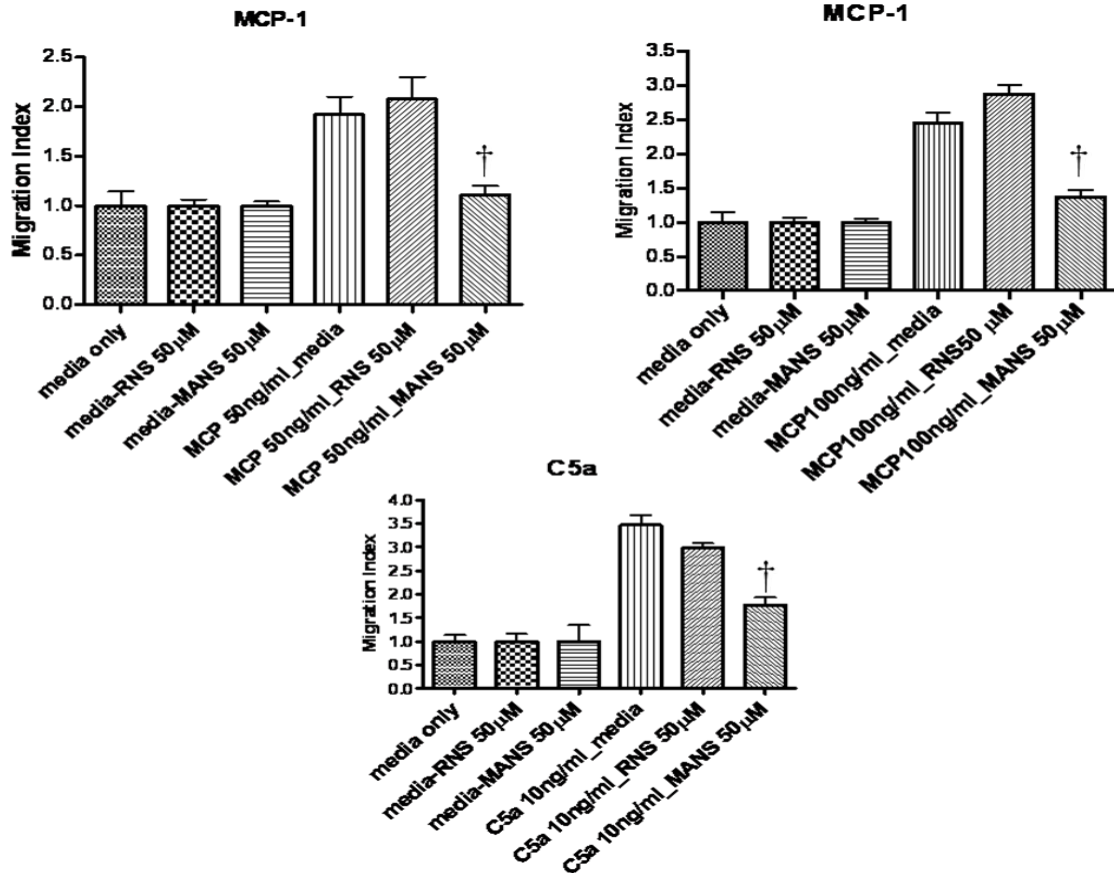 MCP-1
Migration Index
2.5
2.0
1.5
1.0
0.5
0.0
†
media only
media-RNS 50µM
media-MANS 50µM
MCP 50ng/ml_media
MCP 50ng/ml_RNS 50µM
MCP 50ng/ml_MANS 50µM
MCP-1
Migration Index
3.5
3.0
2.5
2.0
1.5
1.0
0.5
0.0
†
media only
media-RNS 50µM
media-MANS 50µM
MCP100ng/ml_media
MCP100ng/ml_RNS50 µM
MCP100ng/ml_MANS 50µM
C5a
Migration Index
4.0
3.5
3.0
2.5
2.0
1.5
1.0
0.5
0.0
†
media only
media-RNS 50µM
media-MANS 50µM
C5a 10ng/ml_media
C5a 10ng/ml_RNS 50µM
C5a 10ng/ml_MANS 50µM